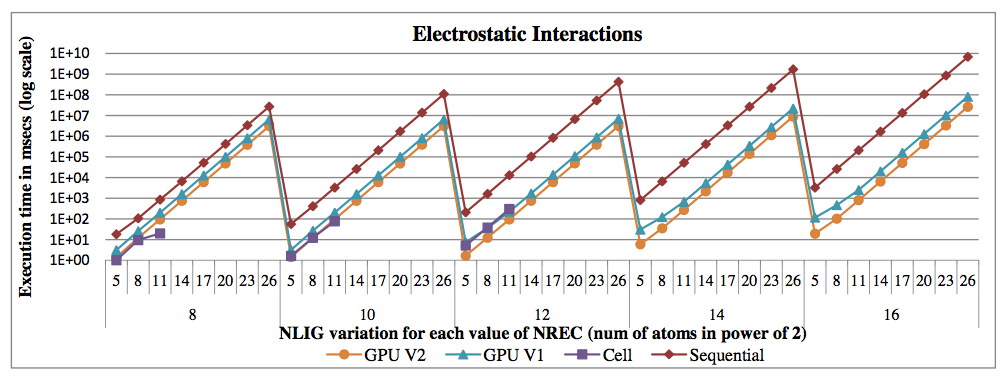 Electrostatic Interactions
Execution time in msecs (log scale)
1E+10
1E+09
1E+08
1E+07
1E+06
1E+05
1E+04
1E+03
1E+02
1E+01
1E+00
5 8 11 14 17 20 23 26 5 8 11 14 17 20 23 26 5 8 11 14 17 20 23 26 5 8 11 14 17 20 23 26 5 8 11 14 17 20 23 26
8 10 12 14 16
NLIG variation for each value of NREC (num of atoms in power of 2)
GPU V2 GPU V1 Cell Sequential